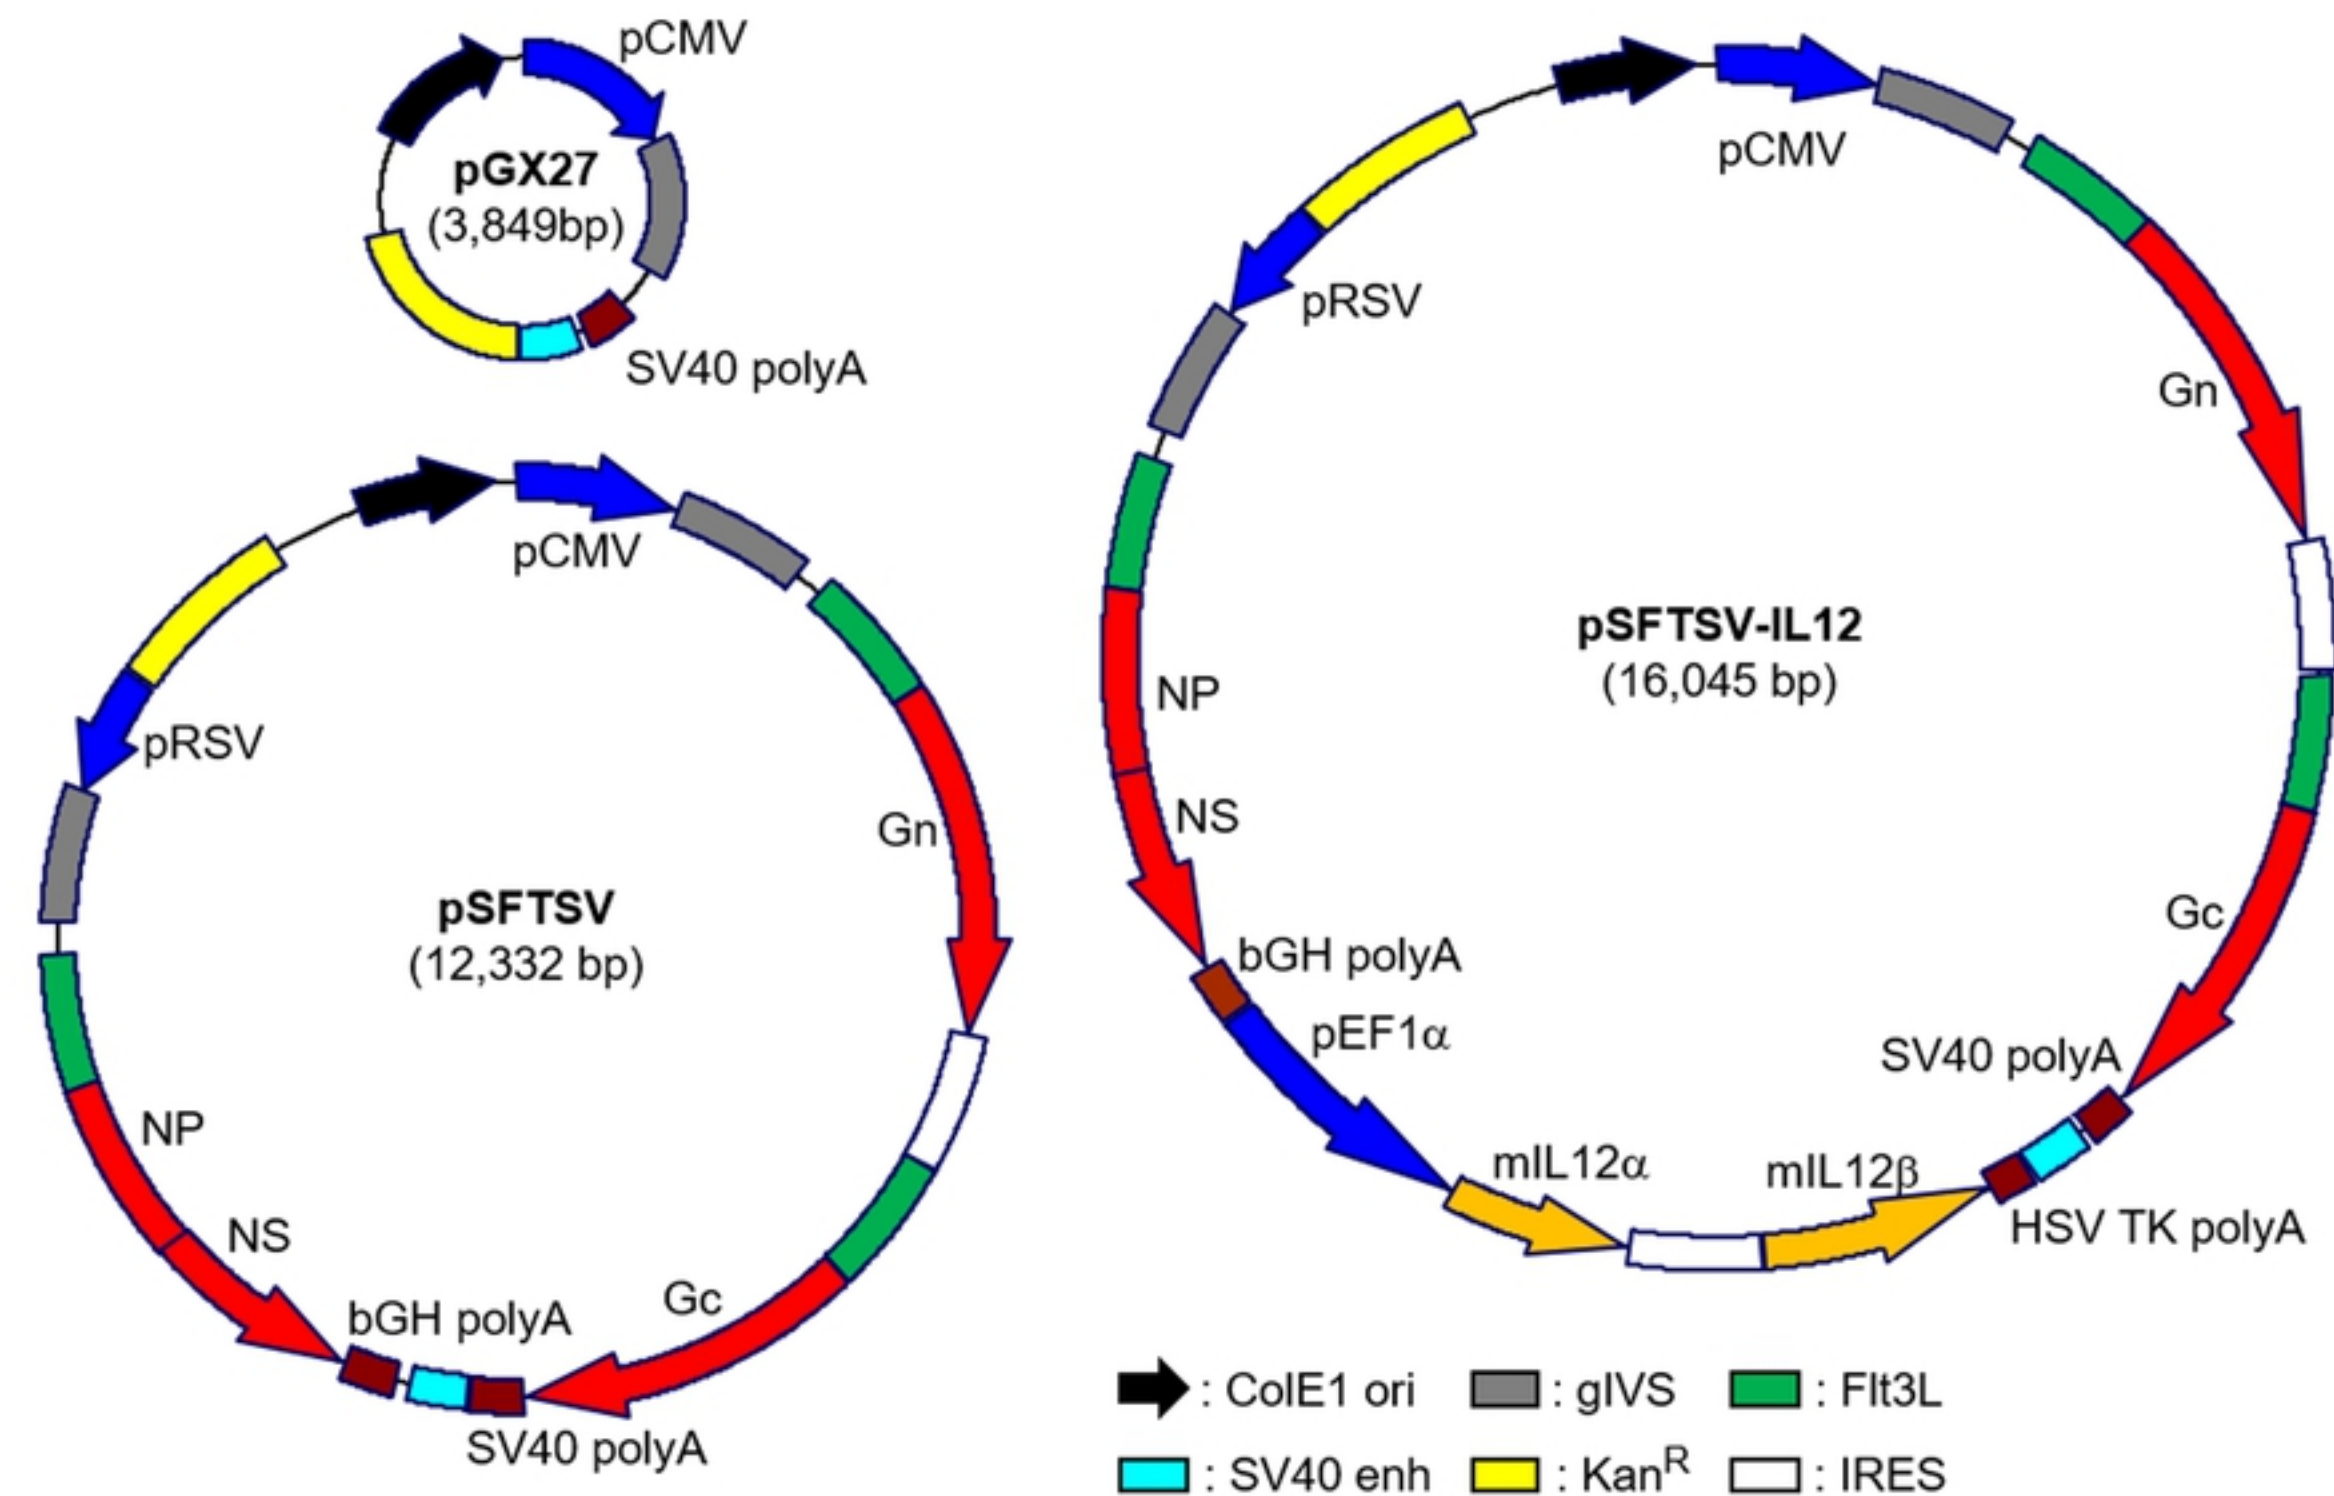 pCMV
pGX27
(3,849bp)
SV40 polyA
pCMV
pRSV
Gn
pSFTSV
(12,332 bp)
NP
NS
bGH polyA
Gc
SV40 polyA
pCMV
pRSV
Gn
pSFTSV-IL12
(16,045 bp)
NP
NS
Gc
bGH polyA
pEF1α
SV40 polyA
mIL12α
mIL12β
HSV TK polyA
: ColE1 ori : gIVS : Flt3L
: SV40 enh : Kan^R : IRES